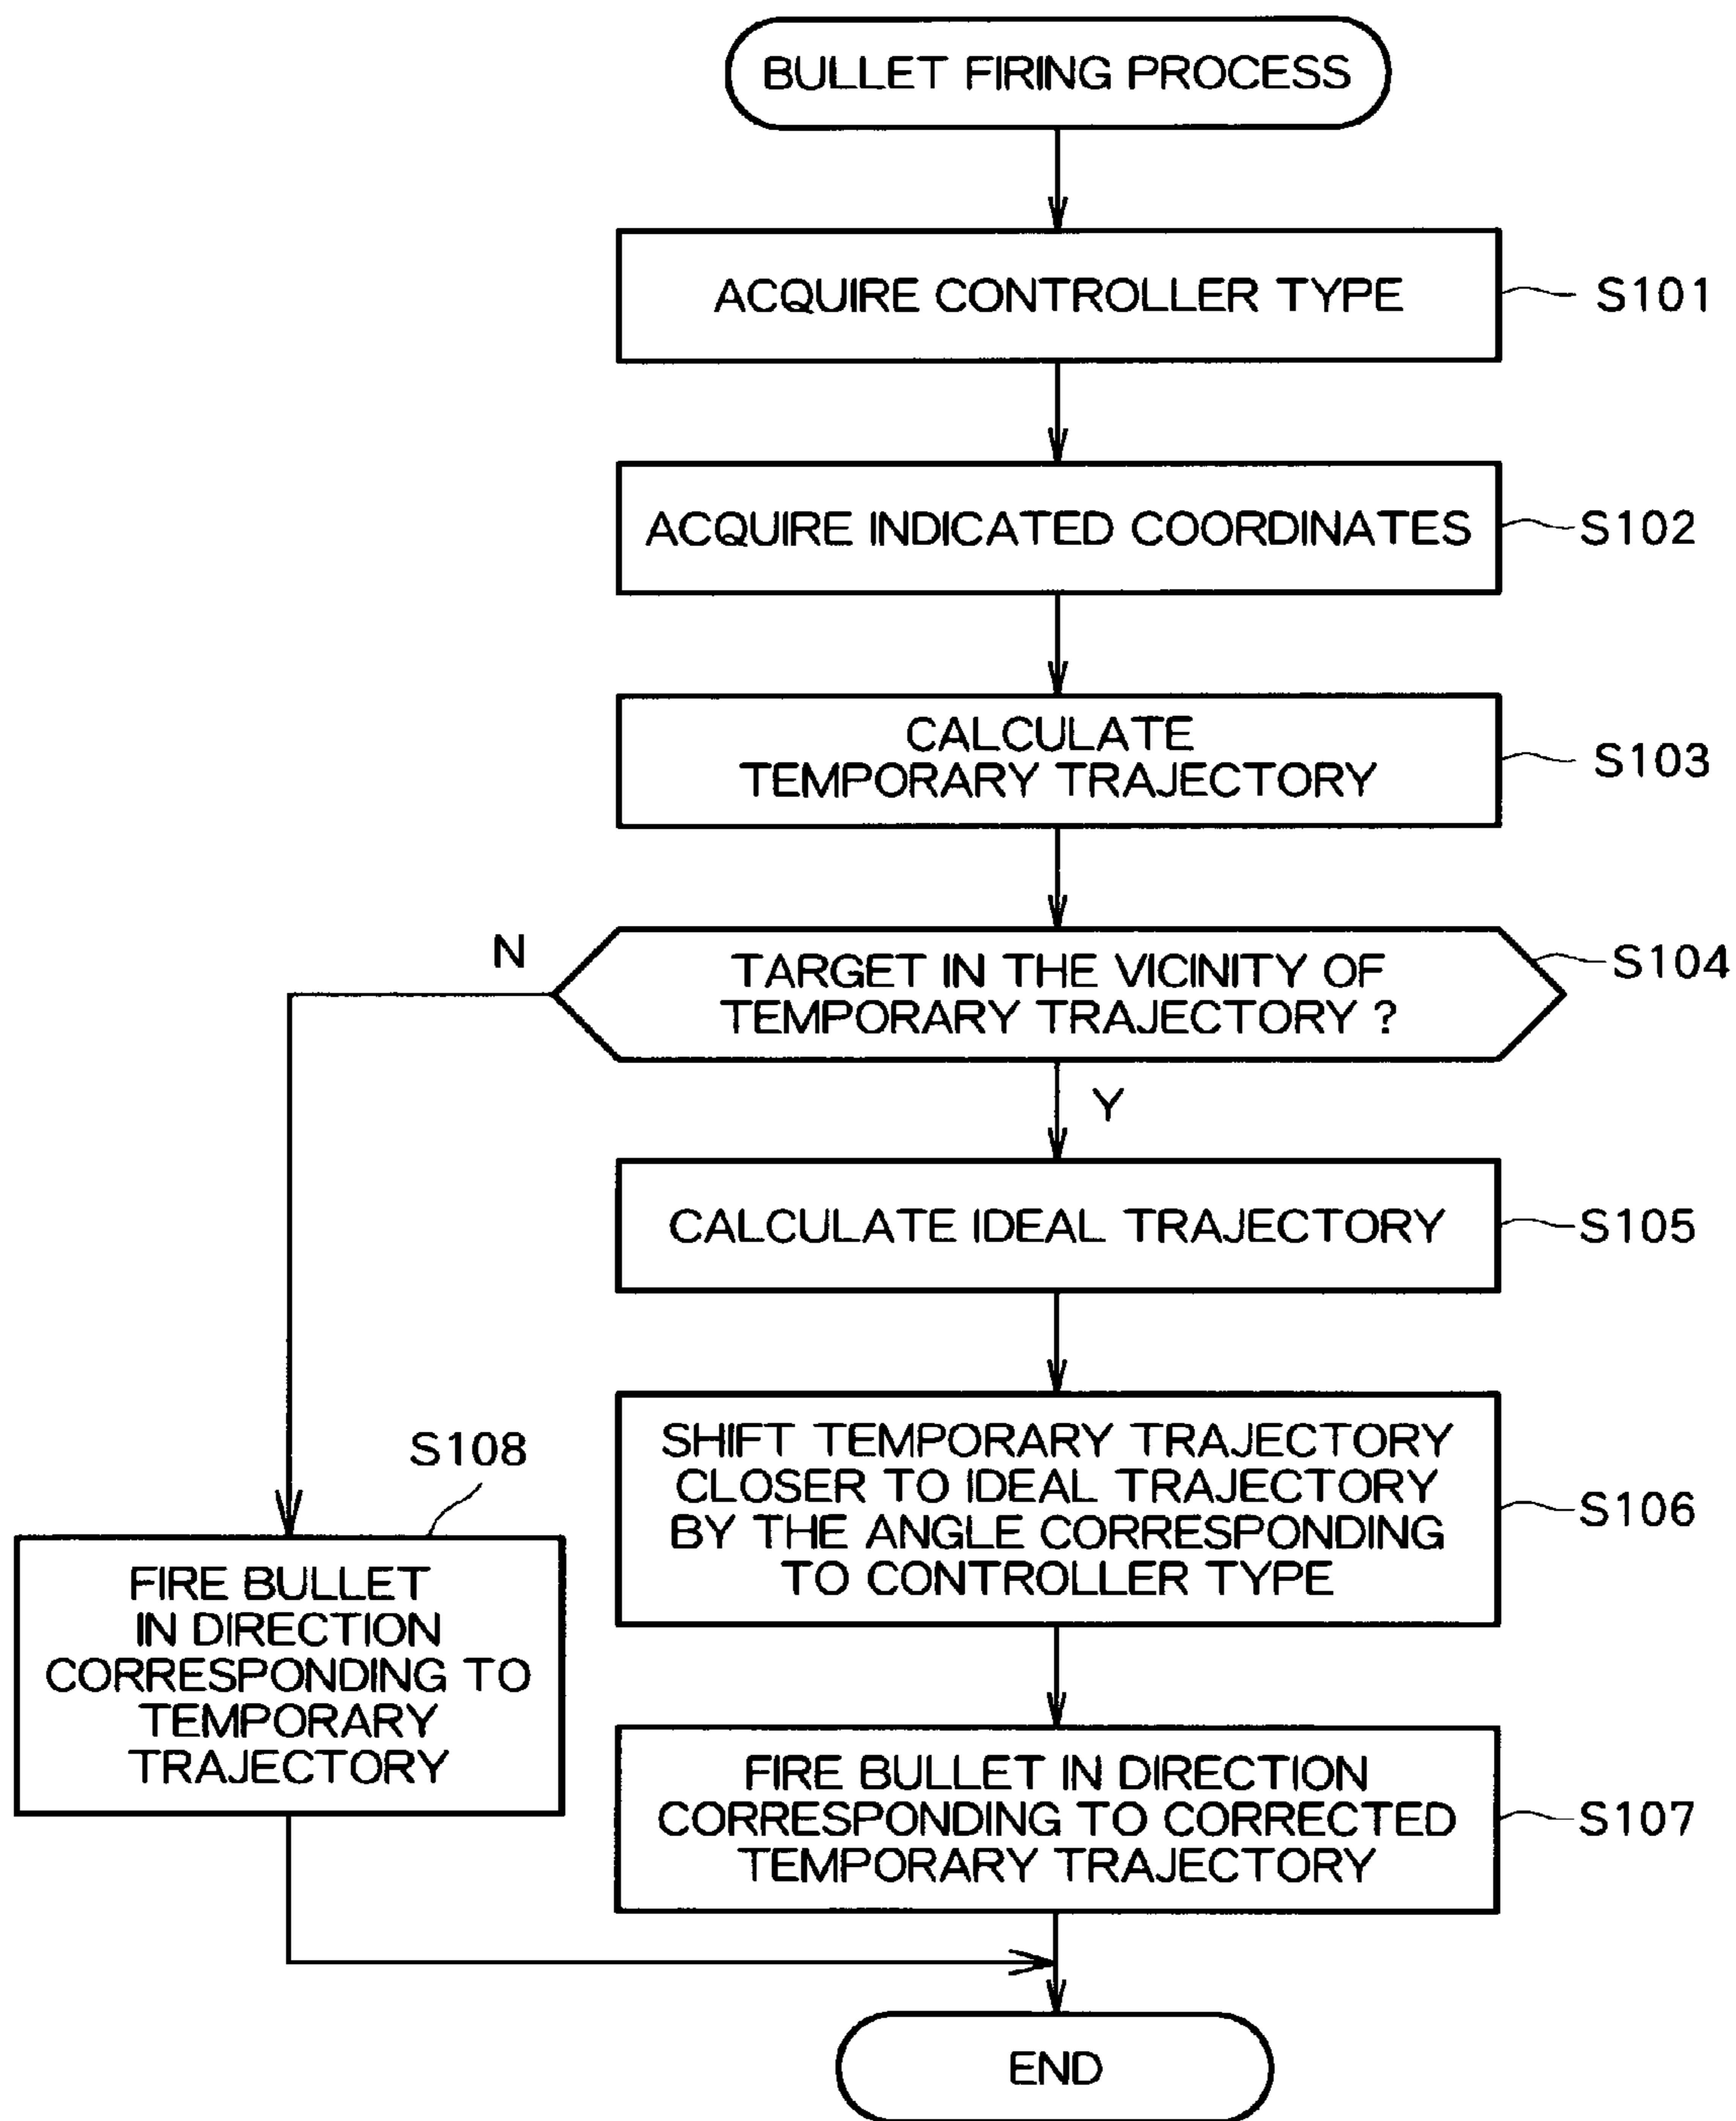 BULLET FIRING PROCESS
ACQUIRE CONTROLLER TYPE
S101
ACQUIRE INDICATED COORDINATES
S102
CALCULATE
TEMPORARY TRAJECTORY
S103
N
TARGET IN THE VICINITY OF
TEMPORARY TRAJECTORY ?
S104
Y
CALCULATE IDEAL TRAJECTORY
S105
SHIFT TEMPORARY TRAJECTORY
CLOSER TO IDEAL TRAJECTORY
BY THE ANGLE CORRESPONDING
TO CONTROLLER TYPE
S106
S108
FIRE BULLET
IN DIRECTION
CORRESPONDING TO
TEMPORARY
TRAJECTORY
FIRE BULLET IN DIRECTION
CORRESPONDING TO CORRECTED
TEMPORARY TRAJECTORY
S107
END